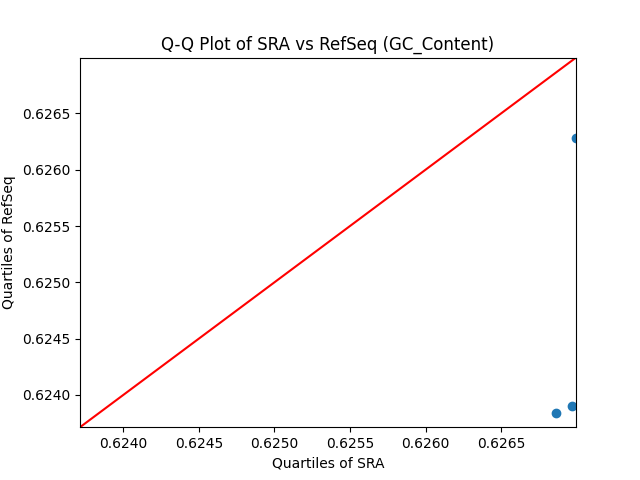 Q-Q Plot of SRA vs RefSeq (GC_Content)
0.6265
0.6260
0.6255
0.6250
0.6245
0.6240
Quartiles of RefSeq
0.6240 0.6245 0.6250 0.6255 0.6260 0.6265
Quartiles of SRA